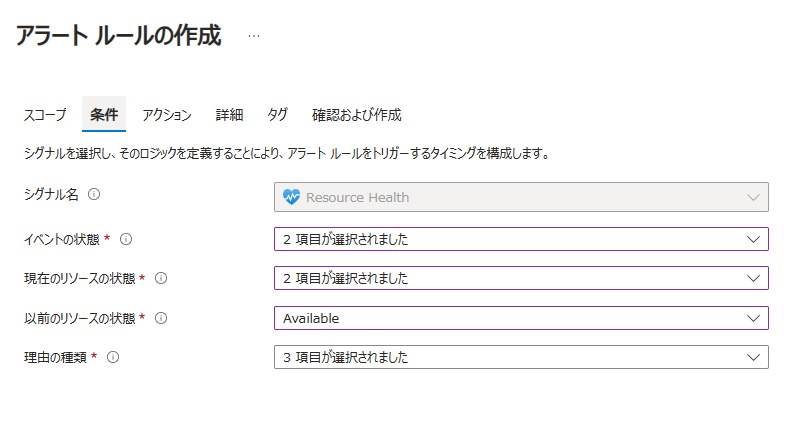 アラート ルールの作成 …
スコープ 条件 アクション 詳細 タグ 確認および作成
シグナルを選択し、そのロジックを定義することにより、アラート ルールをトリガーするタイミングを構成します。
シグナル名 Resource Health
イベントの状態 * 2 項目が選択されました
現在のリソースの状態 * 2 項目が選択されました
以前のリソースの状態 * Available
理由の種類 * 3 項目が選択されました